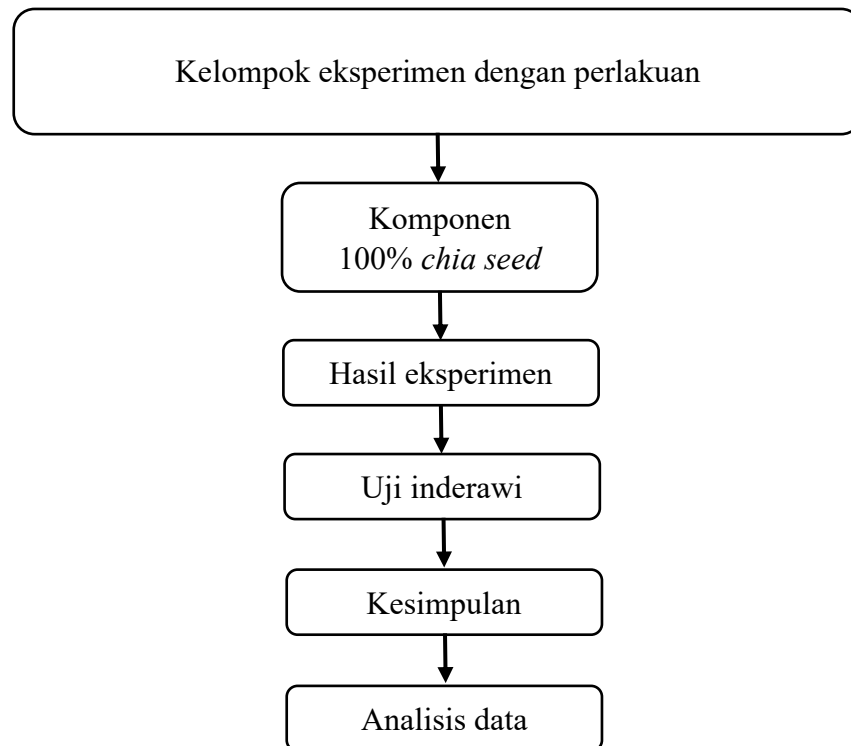 Kelompok eksperimen dengan perlakuan
Komponen
100% chia seed
Hasil eksperimen
Uji inderawi
Kesimpulan
Analisis data